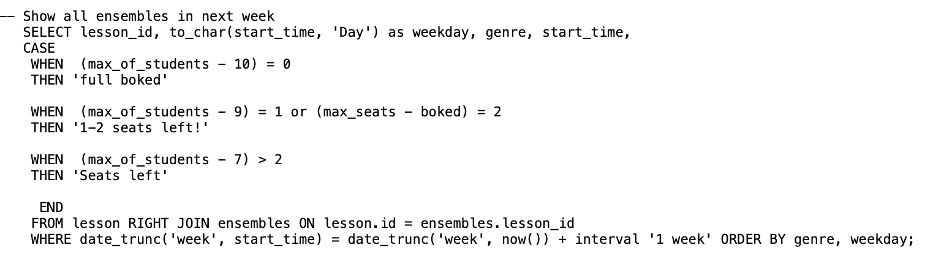 -- Show all ensembles in next week
SELECT lesson_id, to_char(start_time, 'Day') as weekday, genre, start_time,
CASE
WHEN (max_of_students - 10) = 0
THEN 'full boked'
WHEN (max_of_students - 9) = 1 or (max_seats - boked) = 2
THEN '1-2 seats left!'
WHEN (max_of_students - 7) > 2
THEN 'Seats left'
END
FROM lesson RIGHT JOIN ensembles ON lesson.id = ensembles.lesson_id
WHERE date_trunc('week', start_time) = date_trunc('week', now()) + interval '1 week' ORDER BY genre, weekday;